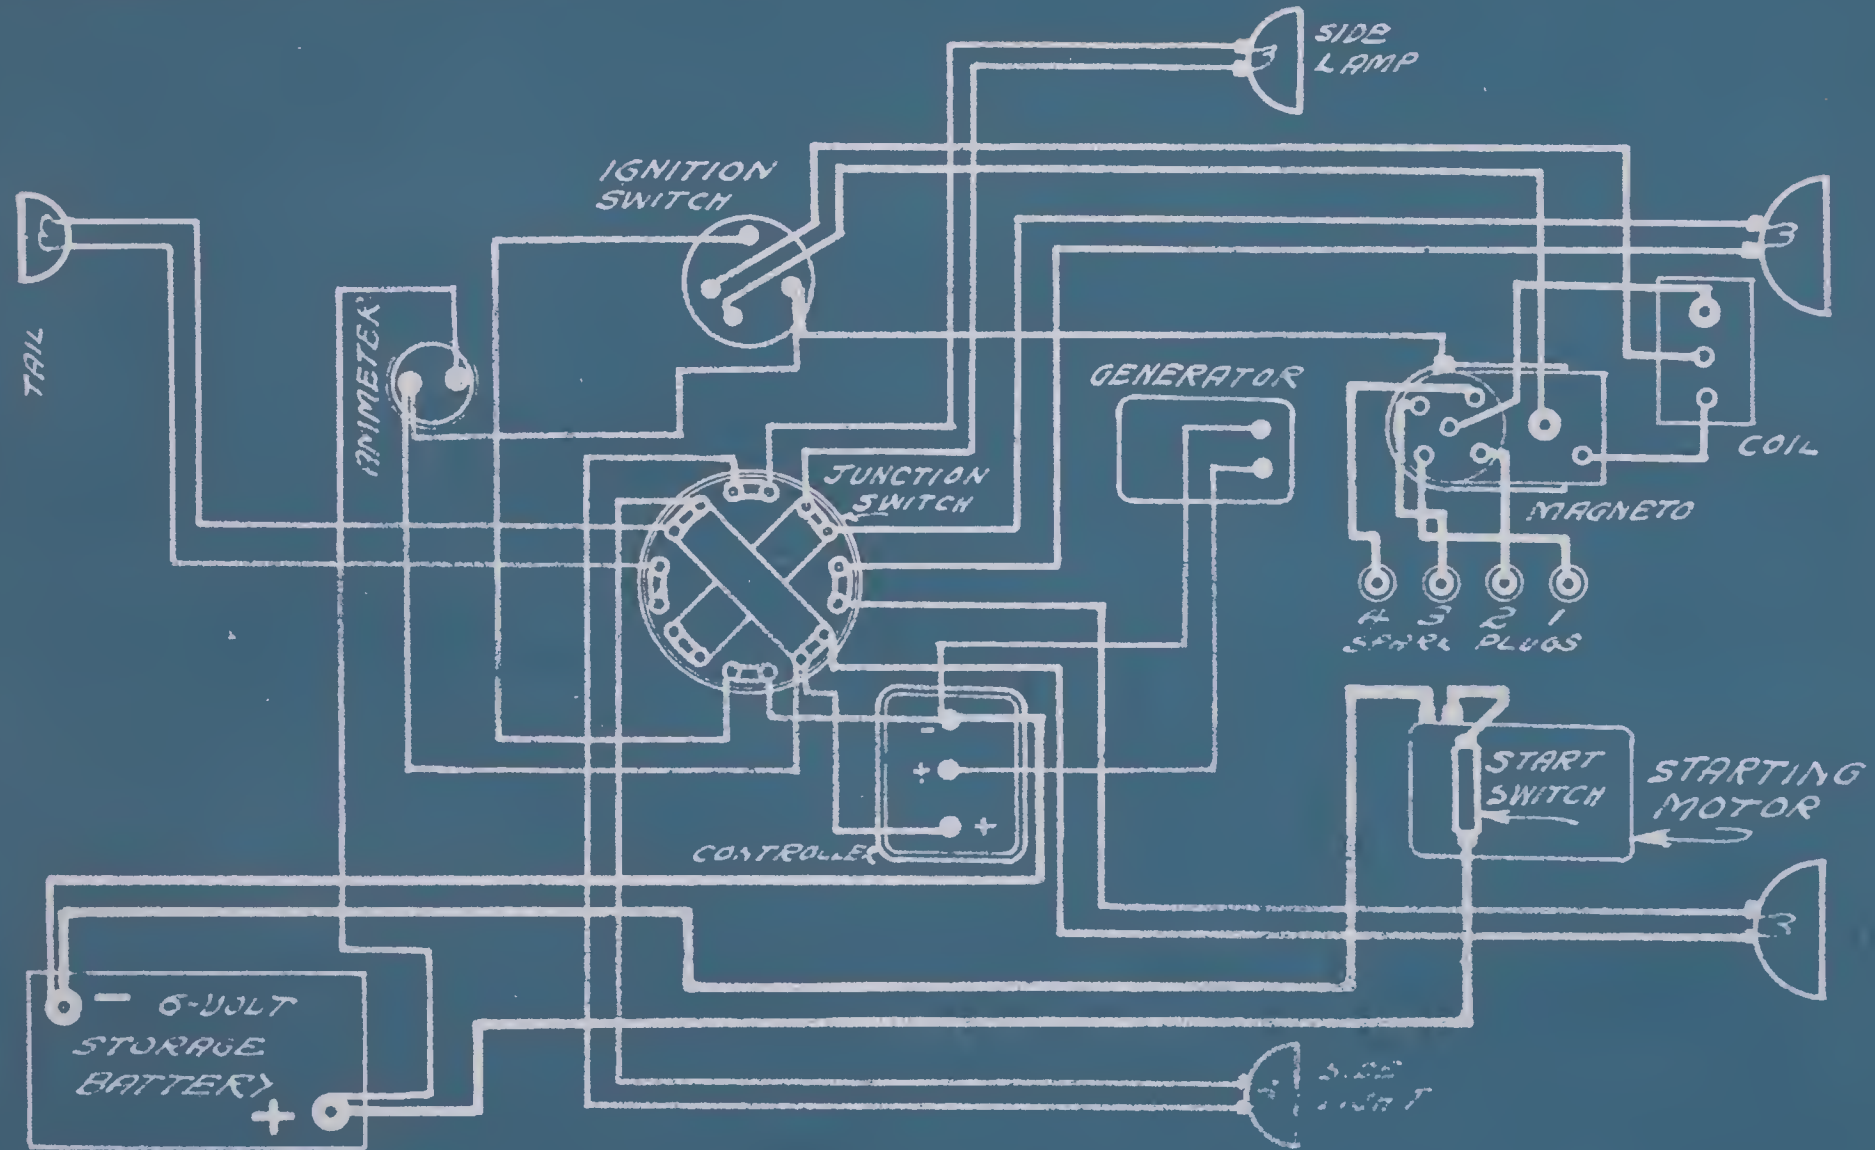 SIDE
LAMP
IGNITION
SWITCH
TAIL
AMMETER
GENERATOR
COIL
JUNCTION
SWITCH
MAGNETO
4 3 2 1
SPARK PLUGS
-
+
+
CONTROLLER
START
SWITCH
STARTING
MOTOR
- 6-VOLT
STORAGE
BATTERY
+
SIDE